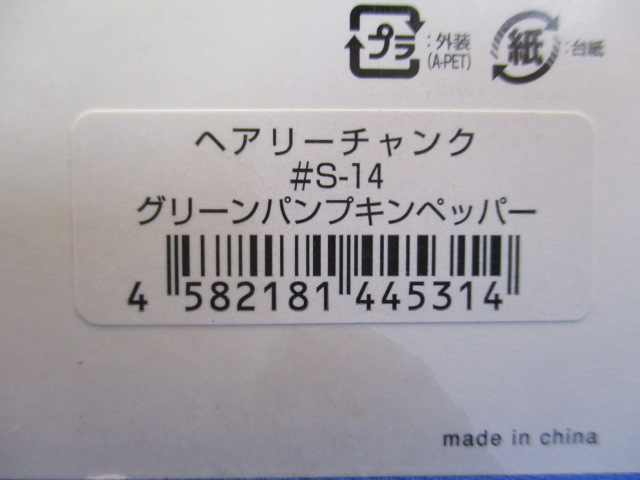 プラ :外装 紙 :台紙
(A-PET)
ヘアリーチャンク
#S-14
グリーンパンプキンペッパー
4 582181 445314
made in china